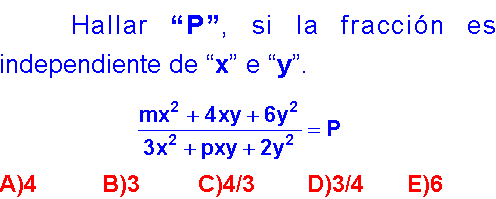 Hallar “P”, si la fracción es
independiente de “x” e “y”.
mx² + 4xy + 6y²
3x² + pxy + 2y²
= P
A)4 B)3 C)4/3 D)3/4 E)6